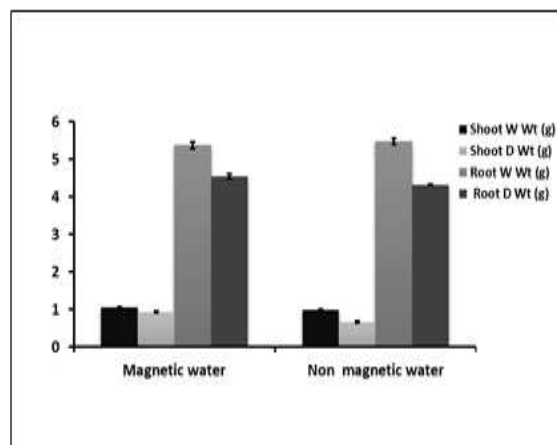 6
5
4
3
2
1
0
Shoot W Wt (g)
Shoot D Wt (g)
Root W Wt (g)
Root D Wt (g)
Magnetic water
Non magnetic water